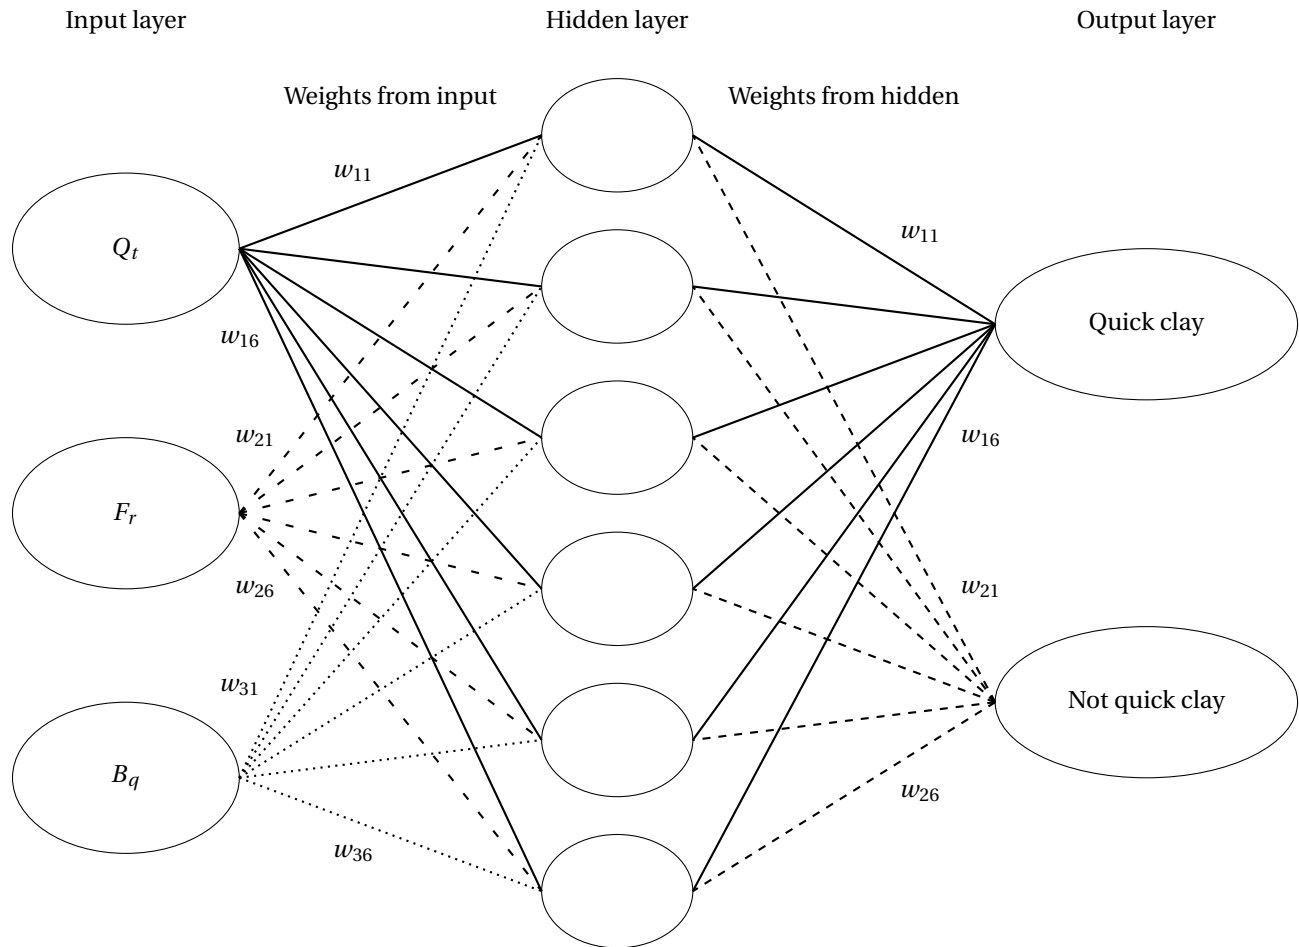 Input layer
Hidden layer
Output layer
Weights from input
Weights from hidden
w11
w11
Qt
Quick clay
w16
w21
w16
Fr
w26
w21
w31
Not quick clay
Bq
w26
w36